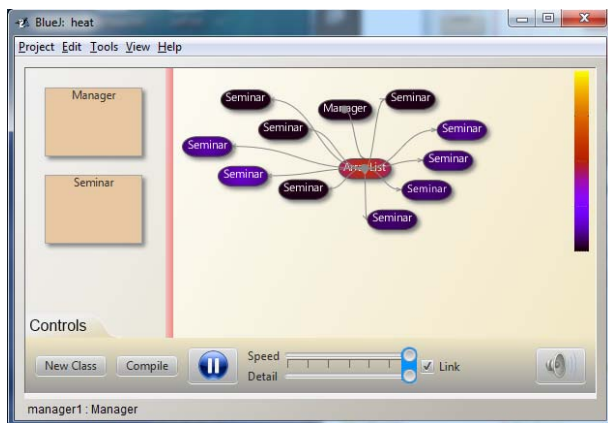 BlueJ: heat
Project Edit Tools View Help
Manager
Seminar
Seminar
Manager
Seminar
Seminar
Seminar
Seminar
Seminar
ArrayList
Seminar
Seminar
Seminar
Seminar
Controls
New Class
Compile
Speed
Detail
Link
manager1 : Manager